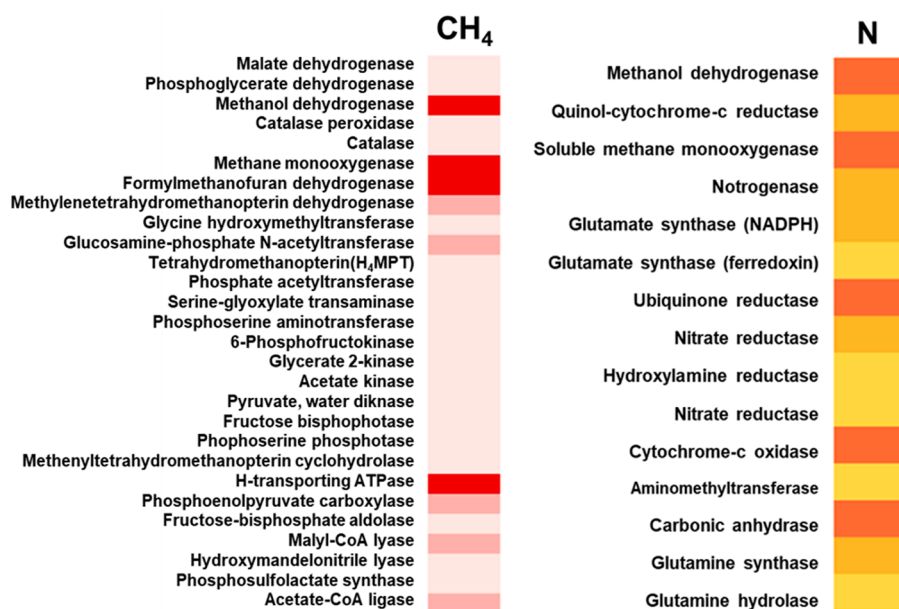 CH₄
Malate dehydrogenase
Phosphoglycerate dehydrogenase
Methanol dehydrogenase
Catalase peroxidase
Catalase
Methane monooxygenase
Formylmethanofuran dehydrogenase
Methylenetetrahydromethanopterin dehydrogenase
Glycine hydroxymethyltransferase
Glucosamine-phosphate N-acetyltransferase
Tetrahydromethanopterin(H₄MPT)
Phosphate acetyltransferase
Serine-glyoxylate transaminase
Phosphoserine aminotransferase
6-Phosphofructokinase
Glycerate 2-kinase
Acetate kinase
Pyruvate, water diknase
Fructose bisphophotase
Phophoserine phosphotase
Methenyltetrahydromethanopterin cyclohydrolase
H-transporting ATPase
Phosphoenolpyruvate carboxylase
Fructose-bisphosphate aldolase
Malyl-CoA lyase
Hydroxymandelonitrile lyase
Phosphosulfolactate synthase
Acetate-CoA ligase
N
Methanol dehydrogenase
Quinol-cytochrome-c reductase
Soluble methane monooxygenase
Notrogenase
Glutamate synthase (NADPH)
Glutamate synthase (ferredoxin)
Ubiquinone reductase
Nitrate reductase
Hydroxylamine reductase
Nitrate reductase
Cytochrome-c oxidase
Aminomethyltransferase
Carbonic anhydrase
Glutamine synthase
Glutamine hydrolase